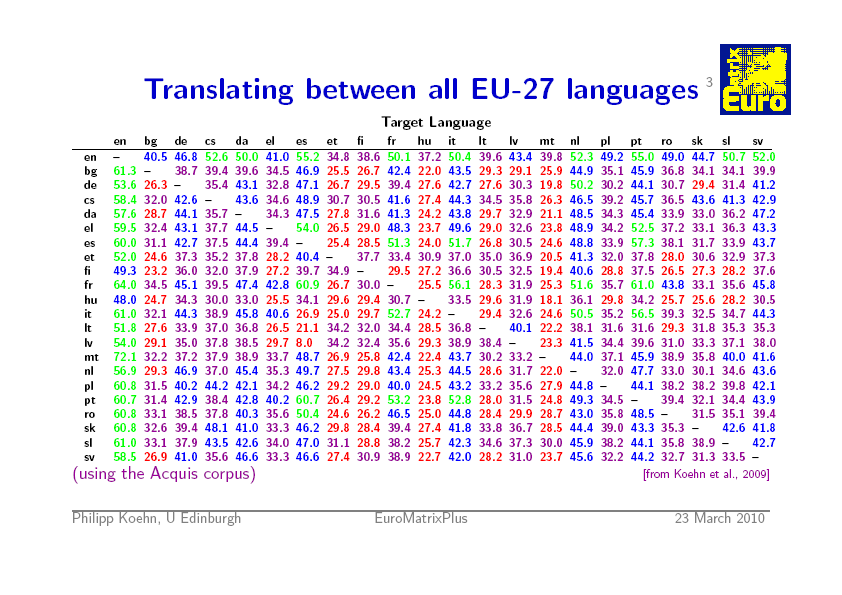 Translating between all EU-27 languages 3
Matrix
Euro
Target Language
en bg de cs da el es et fi fr hu it lt lv mt nl pl pt ro sk sl sv
en – 40.5 46.8 52.6 50.0 41.0 55.2 34.8 38.6 50.1 37.2 50.4 39.6 43.4 39.8 52.3 49.2 55.0 49.0 44.7 50.7 52.0
bg 61.3 – 38.7 39.4 39.6 34.5 46.9 25.5 26.7 42.4 22.0 43.5 29.3 29.1 25.9 44.9 35.1 45.9 36.8 34.1 34.1 39.9
de 53.6 26.3 – 35.4 43.1 32.8 47.1 26.7 29.5 39.4 27.6 42.7 27.6 30.3 19.8 50.2 30.2 44.1 30.7 29.4 31.4 41.2
cs 58.4 32.0 42.6 – 43.6 34.6 48.9 30.7 30.5 41.6 27.4 44.3 34.5 35.8 26.3 46.5 39.2 45.7 36.5 43.6 41.3 42.9
da 57.6 28.7 44.1 35.7 – 34.3 47.5 27.8 31.6 41.3 24.2 43.8 29.7 32.9 21.1 48.5 34.3 45.4 33.9 33.0 36.2 47.2
el 59.5 32.4 43.1 37.7 44.5 – 54.0 26.5 29.0 48.3 23.7 49.6 29.0 32.6 23.8 48.9 34.2 52.5 37.2 33.1 36.3 43.3
es 60.0 31.1 42.7 37.5 44.4 39.4 – 25.4 28.5 51.3 24.0 51.7 26.8 30.5 24.6 48.8 33.9 57.3 38.1 31.7 33.9 43.7
et 52.0 24.6 37.3 35.2 37.8 28.2 40.4 – 37.7 33.4 30.9 37.0 35.0 36.9 20.5 41.3 32.0 37.8 28.0 30.6 32.9 37.3
fi 49.3 23.2 36.0 32.0 37.9 27.2 39.7 34.9 – 29.5 27.2 36.6 30.5 32.5 19.4 40.6 28.8 37.5 26.5 27.3 28.2 37.6
fr 64.0 34.5 45.1 39.5 47.4 42.8 60.9 26.7 30.0 – 25.5 56.1 28.3 31.9 25.3 51.6 35.7 61.0 43.8 33.1 35.6 45.8
hu 48.0 24.7 34.3 30.0 33.0 25.5 34.1 29.6 29.4 30.7 – 33.5 29.6 31.9 18.1 36.1 29.8 34.2 25.7 25.6 28.2 30.5
it 61.0 32.1 44.3 38.9 45.8 40.6 26.9 25.0 29.7 52.7 24.2 – 29.4 32.6 24.6 50.5 35.2 56.5 39.3 32.5 34.7 44.3
lt 51.8 27.6 33.9 37.0 36.8 26.5 21.1 34.2 32.0 34.4 28.5 36.8 – 40.1 22.2 38.1 31.6 31.6 29.3 31.8 35.3 35.3
lv 54.0 29.1 35.0 37.8 38.5 29.7 8.0 34.2 32.4 35.6 29.3 38.9 38.4 – 23.3 41.5 34.4 39.6 31.0 33.3 37.1 38.0
mt 72.1 32.2 37.2 37.9 38.9 33.7 48.7 26.9 25.8 42.4 22.4 43.7 30.2 33.2 – 44.0 37.1 45.9 38.9 35.8 40.0 41.6
nl 56.9 29.3 46.9 37.0 45.4 35.3 49.7 27.5 29.8 43.4 25.3 44.5 28.6 31.7 22.0 – 32.0 47.7 33.0 30.1 34.6 43.6
pl 60.8 31.5 40.2 44.2 42.1 34.2 46.2 29.2 29.0 40.0 24.5 43.2 33.2 35.6 27.9 44.8 – 44.1 38.2 38.2 39.8 42.1
pt 60.7 31.4 42.9 38.4 42.8 40.2 60.7 26.4 29.2 53.2 23.8 52.8 28.0 31.5 24.8 49.3 34.5 – 39.4 32.1 34.4 43.9
ro 60.8 33.1 38.5 37.8 40.3 35.6 50.4 24.6 26.2 46.5 25.0 44.8 28.4 29.9 28.7 43.0 35.8 48.5 – 31.5 35.1 39.4
sk 60.8 32.6 39.4 48.1 41.0 33.3 46.2 29.8 28.4 39.4 27.4 41.8 33.8 36.7 28.5 44.4 39.0 43.3 35.3 – 42.6 41.8
sl 61.0 33.1 37.9 43.5 42.6 34.0 47.0 31.1 28.8 38.2 25.7 42.3 34.6 37.3 30.0 45.9 38.2 44.1 35.8 38.9 – 42.7
sv 58.5 26.9 41.0 35.6 46.6 33.3 46.6 27.4 30.9 38.9 22.7 42.0 28.2 31.0 23.7 45.6 32.2 44.2 32.7 31.3 33.5 –
(using the Acquis corpus) [from Koehn et al., 2009]
Philipp Koehn, U Edinburgh EuroMatrixPlus 23 March 2010